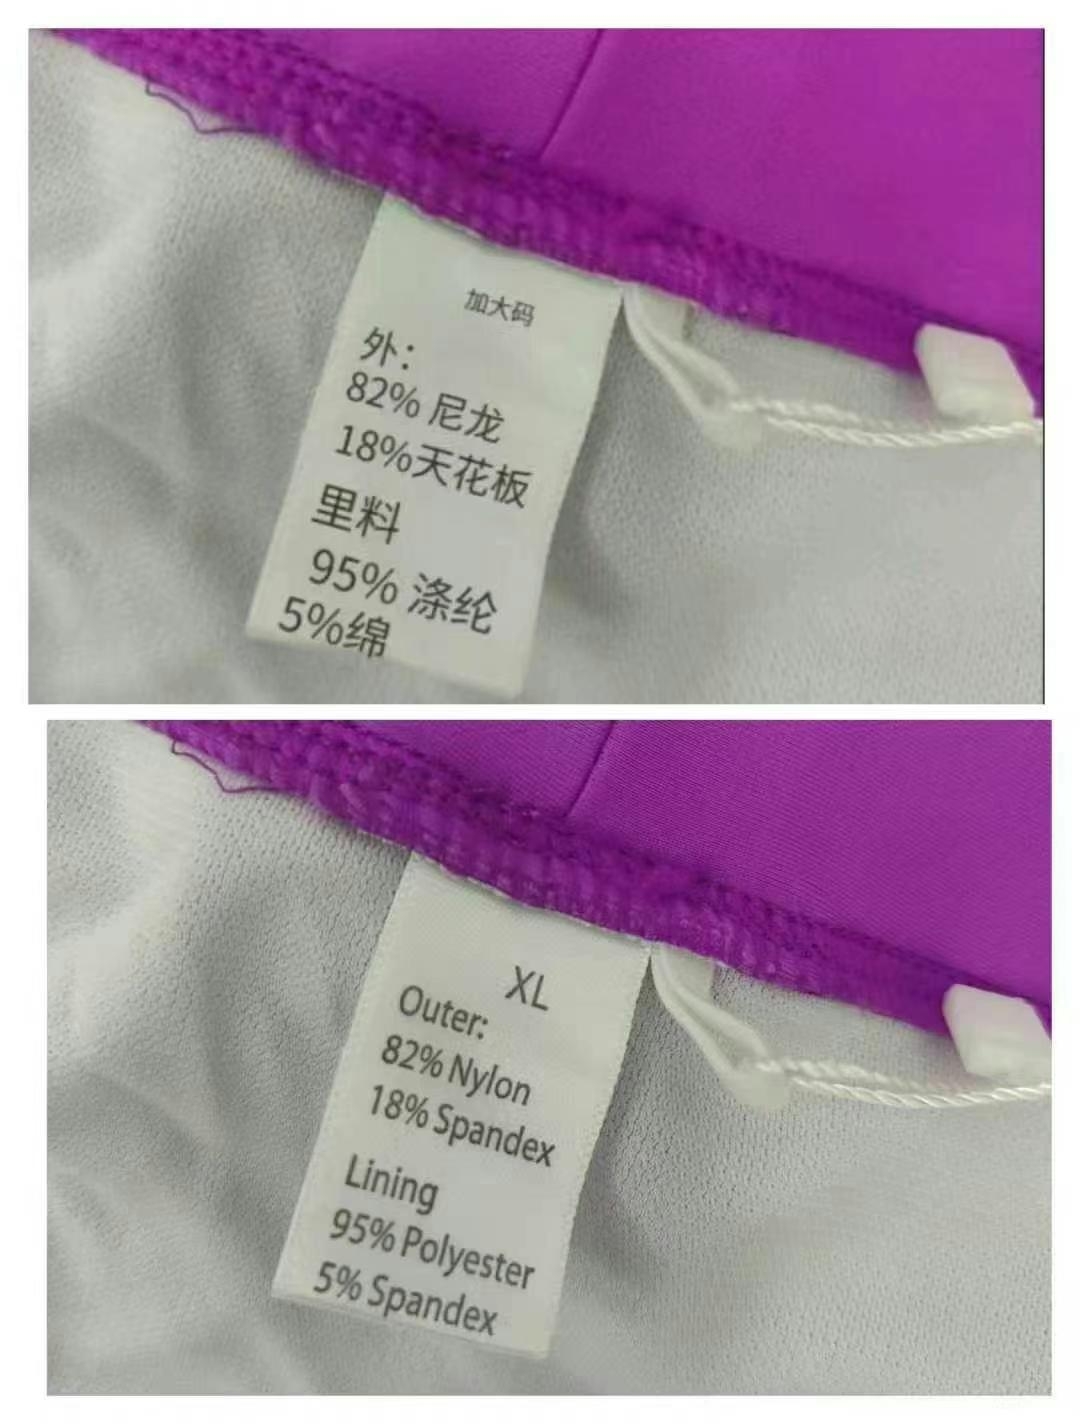 加大码
外：
82% 尼龙
18%天花板
里料
95% 涤纶
5%绵
XL
Outer:
82% Nylon
18% Spandex
Lining
95% Polyester
5% Spandex